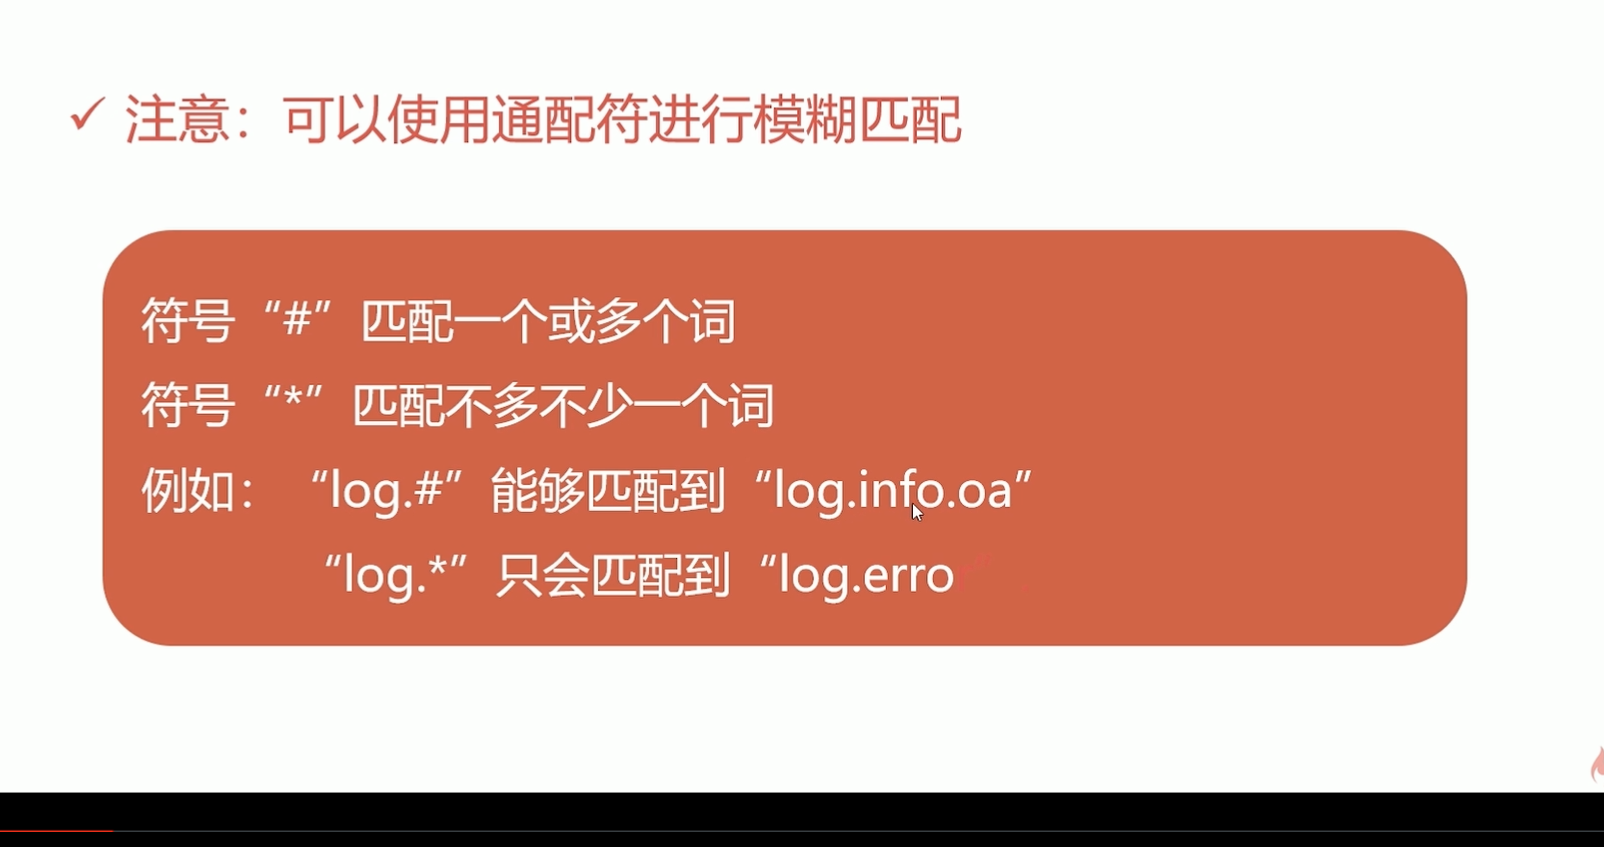 ✓ 注意：可以使用通配符进行模糊匹配
符号“#”匹配一个或多个词
符号“*”匹配不多不少一个词
例如：“log.#”能够匹配到“log.info.oa”
“log.*”只会匹配到“log.erro